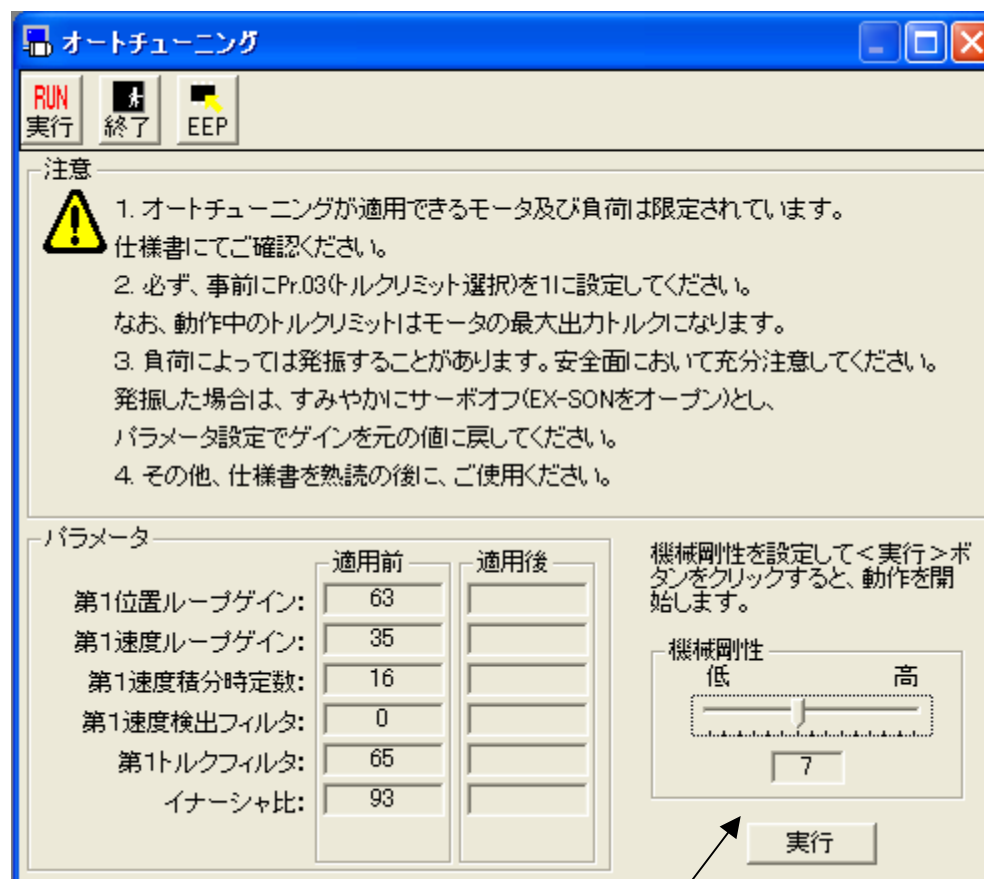 オートチューニング
RUN
実行
終了
EEP
注意
1. オートチューニングが適用できるモータ及び負荷は限定されています。
仕様書にてご確認ください。
2. 必ず、事前にPr.03(トルクリミット選択)を1に設定してください。
なお、動作中のトルクリミットはモータの最大出力トルクになります。
3. 負荷によっては発振することがあります。安全面において充分注意してください。
発振した場合は、すみやかにサーボオフ(EX-SONをオープン)とし、
パラメータ設定でゲインを元の値に戻してください。
4. その他、仕様書を熟読の後に、ご使用ください。
パラメータ
適用前 適用後
第1位置ループゲイン: 63
第1速度ループゲイン: 35
第1速度積分時定数: 16
第1速度検出フィルタ: 0
第1トルクフィルタ: 65
イナーシャ比: 93
機械剛性を設定して<実行>ボ
タンをクリックすると、動作を開
始します。
機械剛性
低 高
7
実行